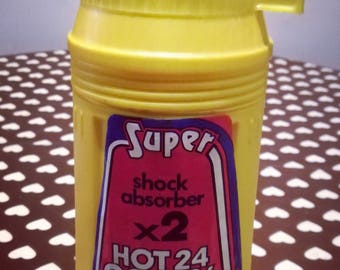 Super
shock
absorber
x2
HOT 24